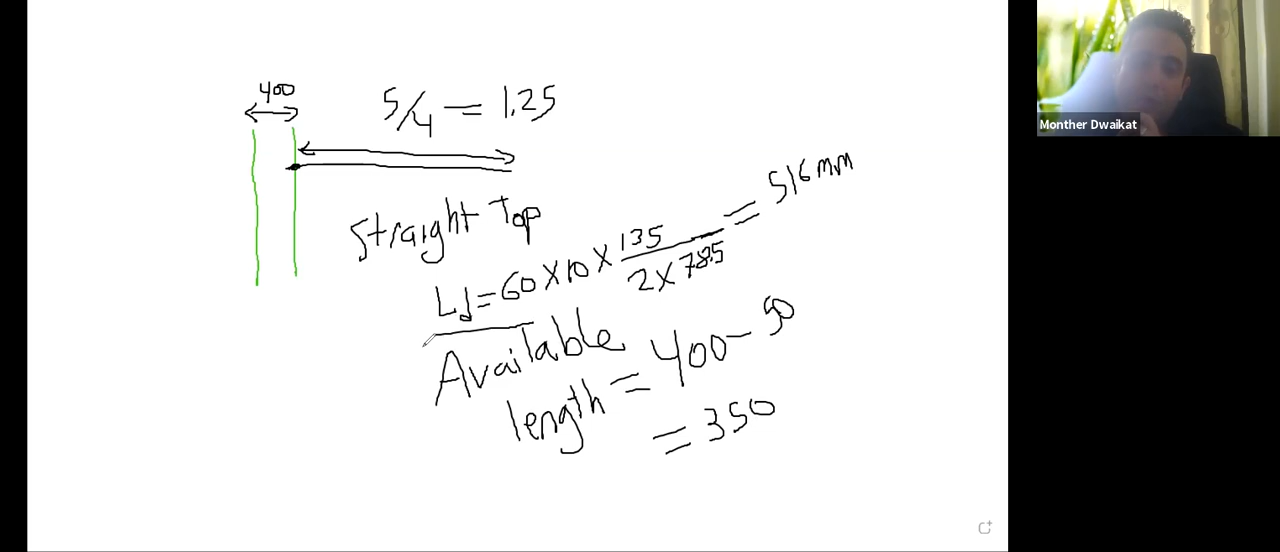 400
5/4 = 1.25
Straight Top
Ld = 60 × 10 × 135 / 2 × 78.5 = 516 mm
Available
length = 400 - 50
= 350
Monther Dwaikat